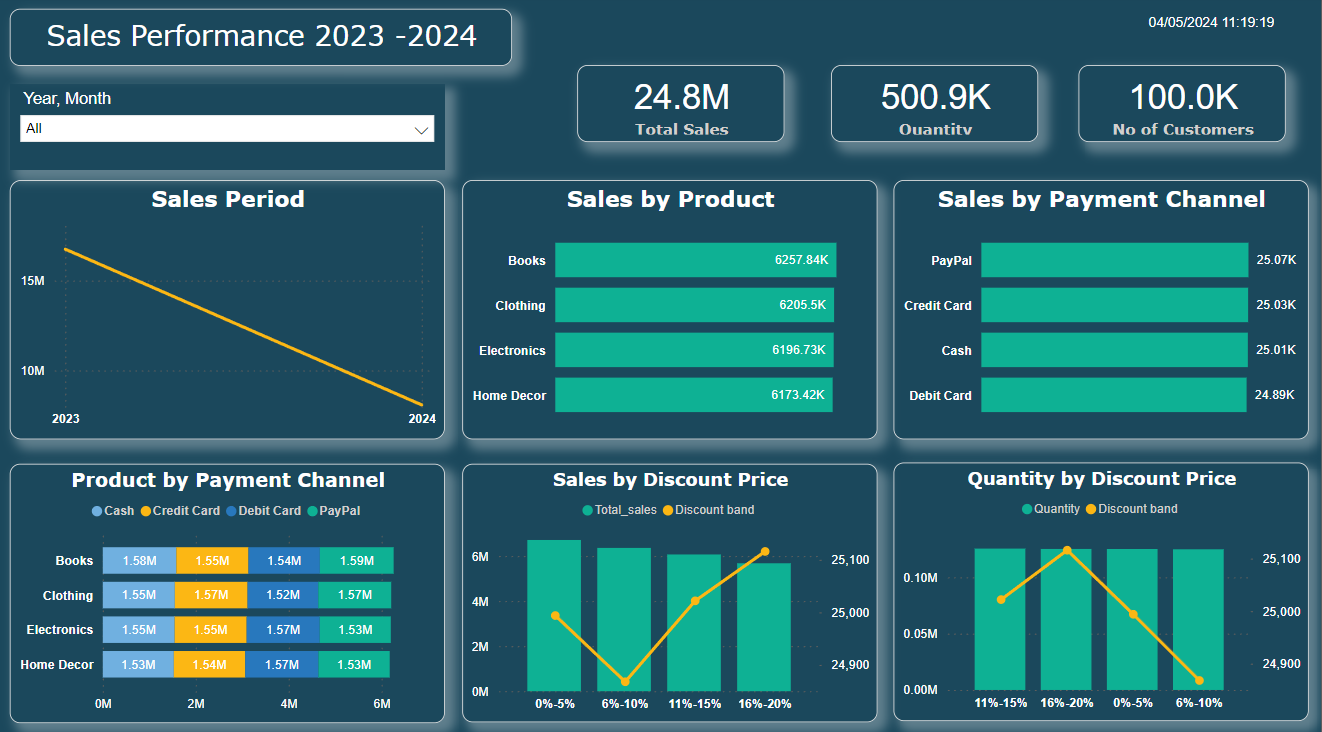 Sales Performance 2023 -2024
04/05/2024 11:19:19
Year, Month
All
24.8M
Total Sales
500.9K
Quantity
100.0K
No of Customers
Sales Period
15M
10M
2023 2024
Sales by Product
Books 6257.84K
Clothing 6205.5K
Electronics 6196.73K
Home Decor 6173.42K
Sales by Payment Channel
PayPal 25.07K
Credit Card 25.03K
Cash 25.01K
Debit Card 24.89K
Product by Payment Channel
Cash Credit Card Debit Card PayPal
Books 1.58M 1.55M 1.54M 1.59M
Clothing 1.55M 1.57M 1.52M 1.57M
Electronics 1.55M 1.55M 1.57M 1.53M
Home Decor 1.53M 1.54M 1.57M 1.53M
0M 2M 4M 6M
Sales by Discount Price
Total_sales Discount band
6M 25,100
4M 25,000
2M 24,900
0M
0%-5% 6%-10% 11%-15% 16%-20%
Quantity by Discount Price
Quantity Discount band
0.10M 25,100
0.05M 25,000
0.00M 24,900
11%-15% 16%-20% 0%-5% 6%-10%